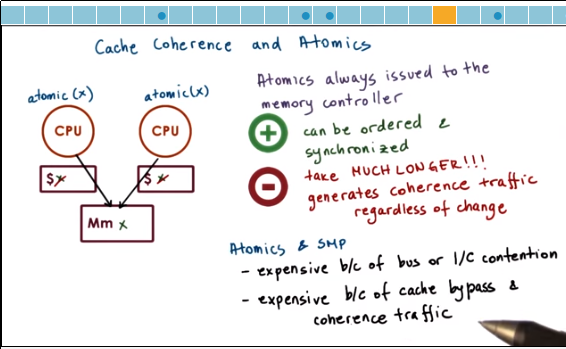 Cache Coherence and Atomics
atomic(x)
atomic(x)
CPU
CPU
$x
$x
Mm x
Atomics always issued to the
memory controller
+
can be ordered &
synchronized
-
take MUCH LONGER!!!
generates coherence traffic
regardless of change
Atomics & SMP
- expensive b/c of bus or I/C contention
- expensive b/c of cache bypass &
coherence traffic